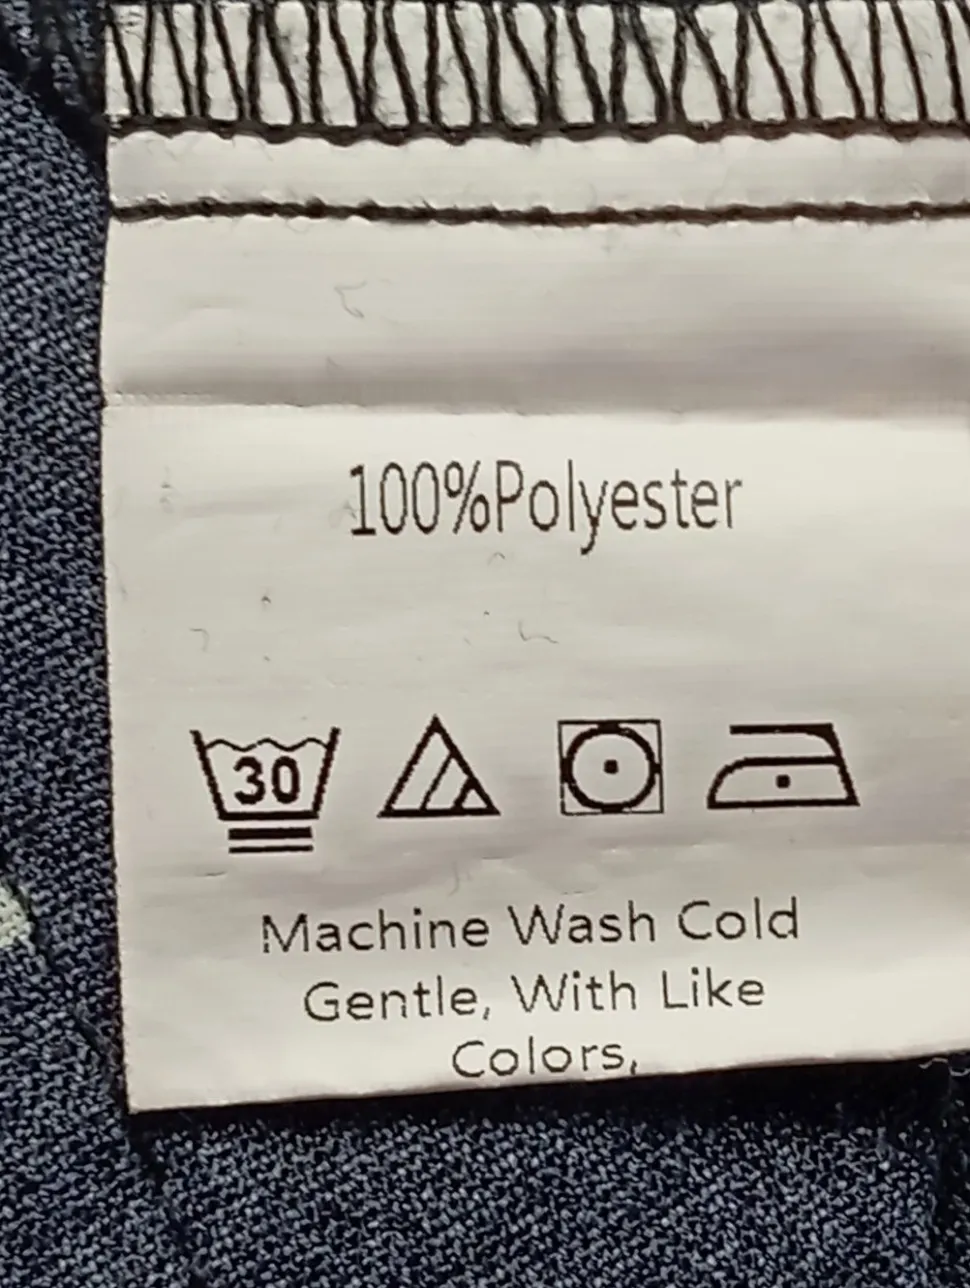 100%Polyester
30
Machine Wash Cold
Gentle, With Like
Colors,